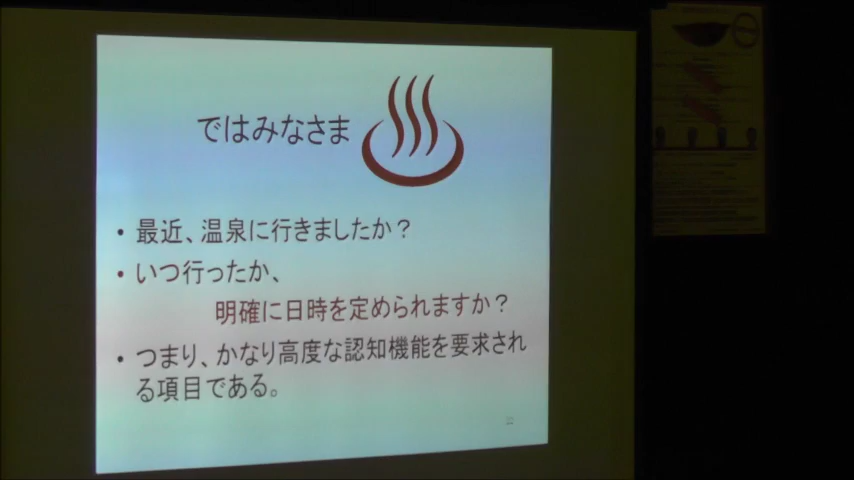 ではみなさま
・最近、温泉に行きましたか？
・いつ行ったか、
明確に日時を定められますか？
・つまり、かなり高度な認知機能を要求され
る項目である。